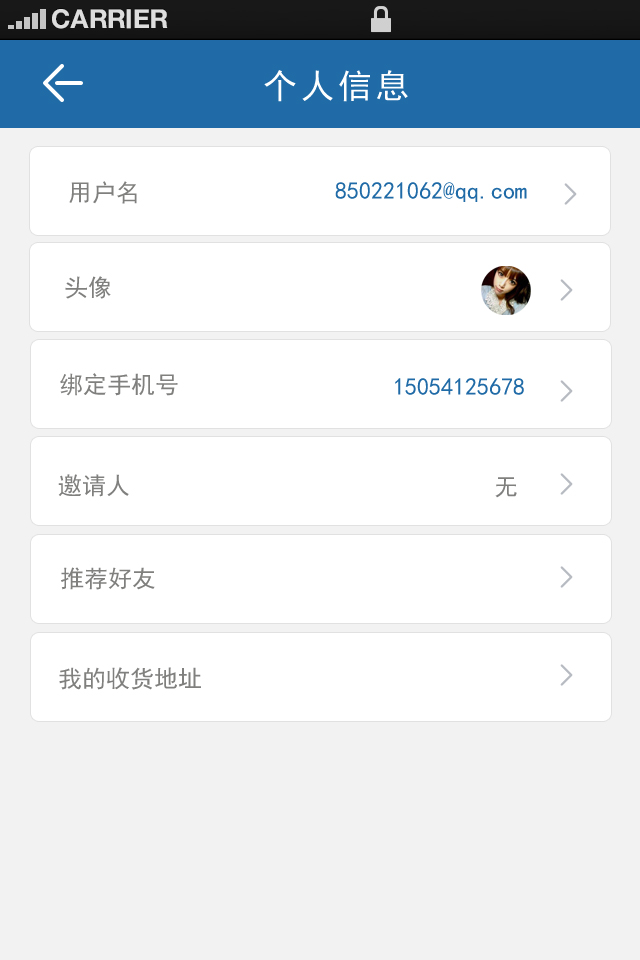 CARRIER
个人信息
用户名 850221062@qq.com
头像
绑定手机号 15054125678
邀请人 无
推荐好友
我的收货地址